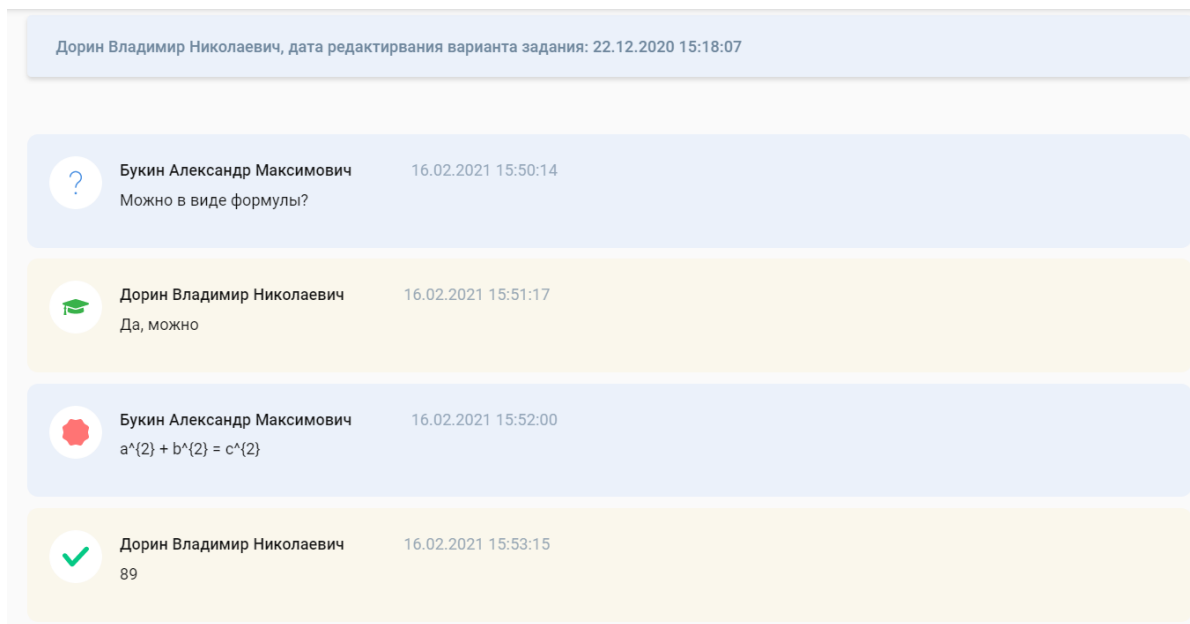 Дорин Владимир Николаевич, дата редактирвания варианта задания: 22.12.2020 15:18:07
Букин Александр Максимович 16.02.2021 15:50:14
Можно в виде формулы?
Дорин Владимир Николаевич 16.02.2021 15:51:17
Да, можно
Букин Александр Максимович 16.02.2021 15:52:00
a^{2} + b^{2} = c^{2}
Дорин Владимир Николаевич 16.02.2021 15:53:15
89